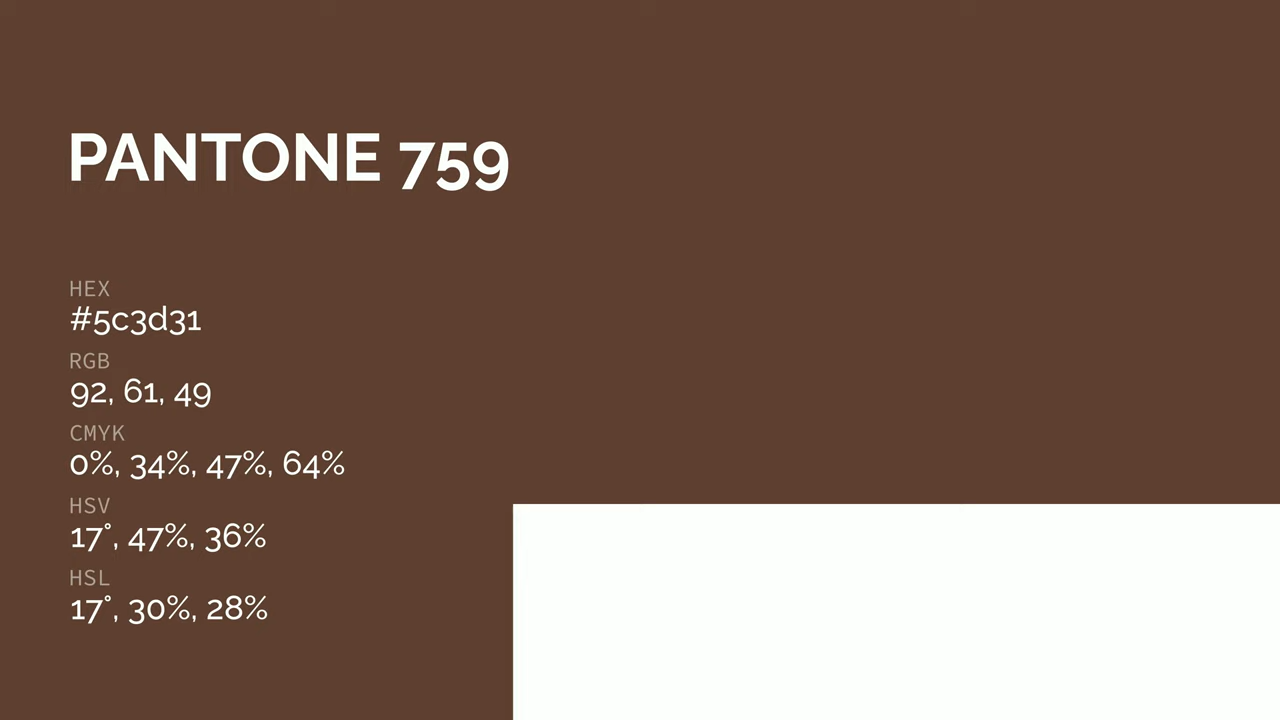 PANTONE 759
HEX
#5c3d31
RGB
92, 61, 49
CMYK
0%, 34%, 47%, 64%
HSV
17°, 47%, 36%
HSL
17°, 30%, 28%